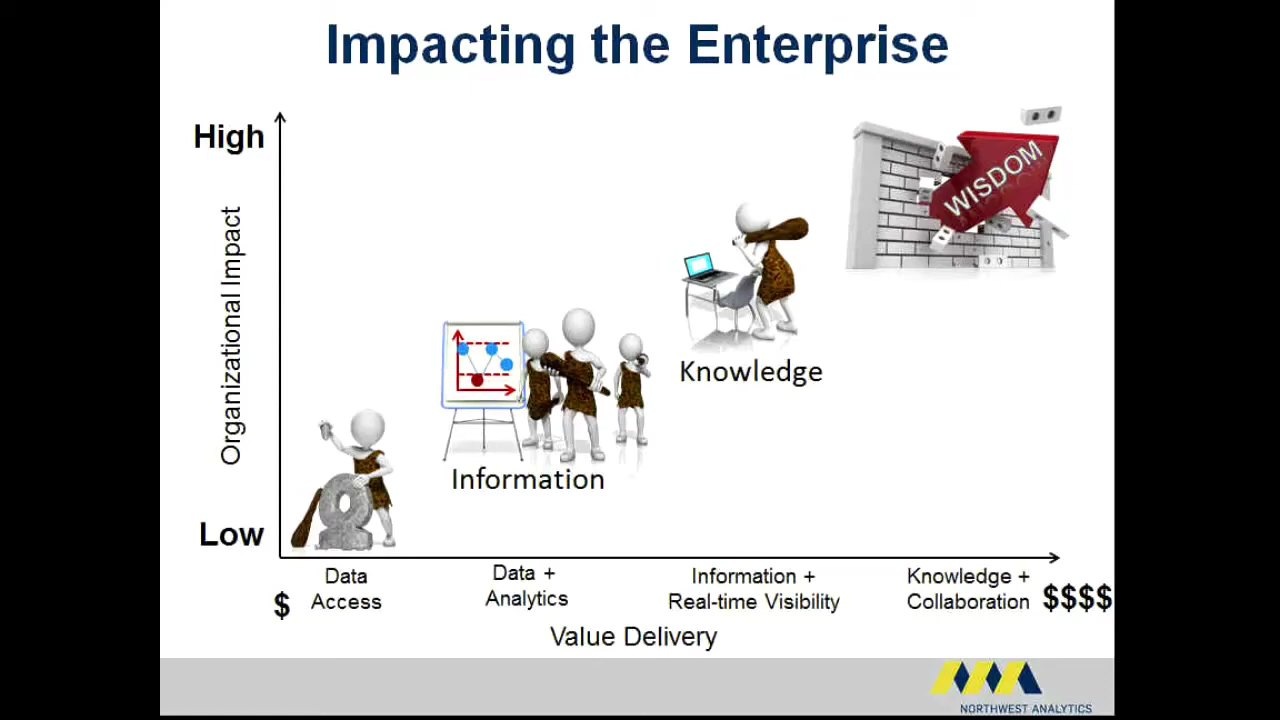 Impacting the Enterprise
High
Organizational Impact
Low
WISDOM
Knowledge
Information
$
Data
Access
Data +
Analytics
Information +
Real-time Visibility
Knowledge +
Collaboration
$$$$
Value Delivery
NORTHWEST ANALYTICS